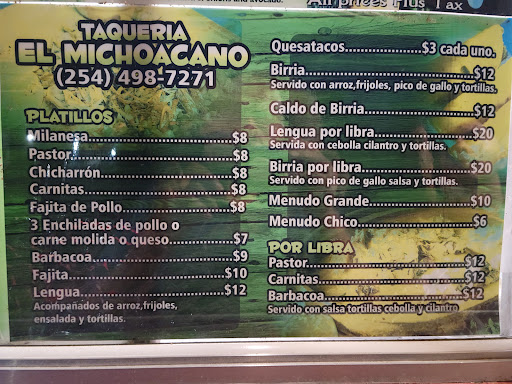 All prices Plus Tax
TAQUERIA
EL MICHOACANO
(254) 498-7271
PLATILLOS
Milanesa...$8
Pastor...$8
Chicharrón...$8
Carnitas...$8
Fajita de Pollo...$8
3 Enchiladas de pollo o
carne molida o queso...$7
Barbacoa...$9
Fajita...$10
Lengua...$12
Acompañados de arroz,frijoles,
ensalada y tortillas.
Quesatacos...$3 cada uno.
Birria...$12
Servido con arroz,frijoles, pico de gallo y tortillas.
Caldo de Birria...$12
Lengua por libra...$20
Servida con cebolla cilantro y tortillas.
Birria por libra...$20
Servido con pico de gallo salsa y tortillas.
Menudo Grande...$10
Menudo Chico...$6
POR LIBRA
Pastor...$12
Carnitas...$12
Barbacoa...$12
Servido con salsa tortillas cebolla y cilantro